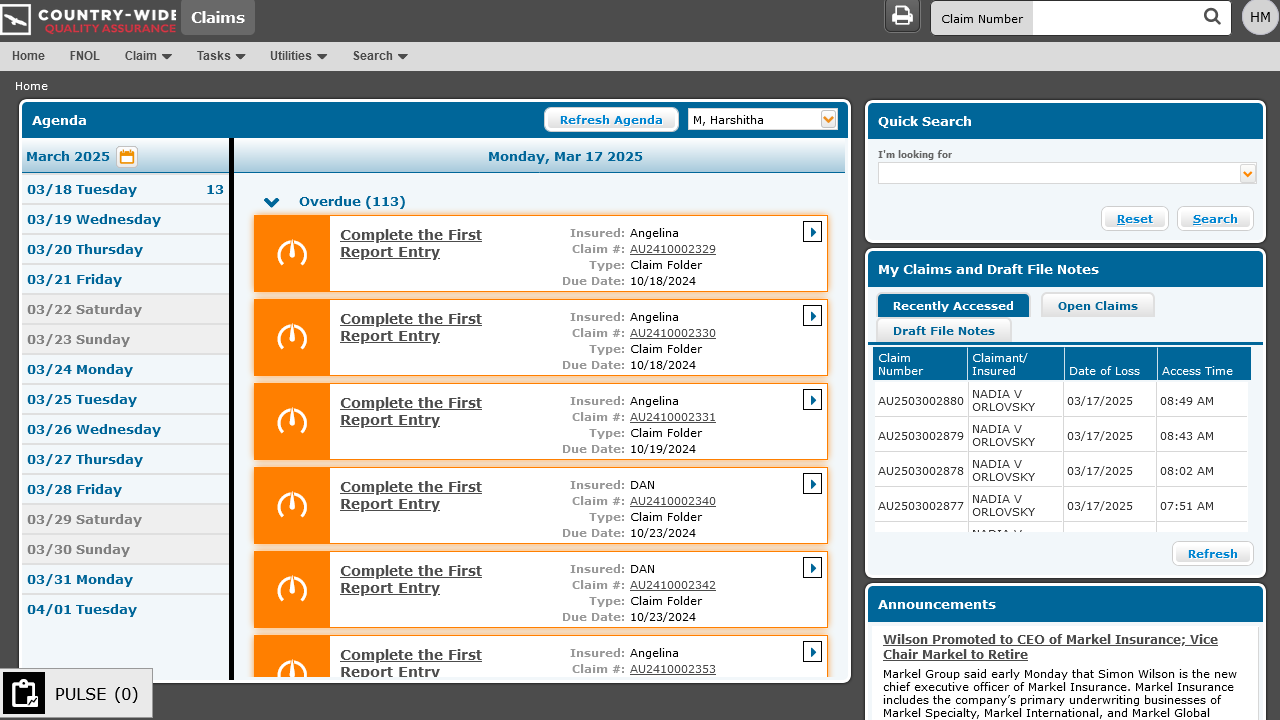 COUNTRY-WIDE
QUALITY ASSURANCE
Claims
Claim Number
HM
Home FNOL Claim Tasks Utilities Search
Home
Agenda
Refresh Agenda
M, Harshitha
March 2025
Monday, Mar 17 2025
03/18 Tuesday 13
03/19 Wednesday
03/20 Thursday
03/21 Friday
03/22 Saturday
03/23 Sunday
03/24 Monday
03/25 Tuesday
03/26 Wednesday
03/27 Thursday
03/28 Friday
03/29 Saturday
03/30 Sunday
03/31 Monday
04/01 Tuesday
Overdue (113)
Complete the First
Report Entry
Insured: Angelina
Claim #: AU2410002329
Type: Claim Folder
Due Date: 10/18/2024
Complete the First
Report Entry
Insured: Angelina
Claim #: AU2410002330
Type: Claim Folder
Due Date: 10/18/2024
Complete the First
Report Entry
Insured: Angelina
Claim #: AU2410002331
Type: Claim Folder
Due Date: 10/19/2024
Complete the First
Report Entry
Insured: DAN
Claim #: AU2410002340
Type: Claim Folder
Due Date: 10/23/2024
Complete the First
Report Entry
Insured: DAN
Claim #: AU2410002342
Type: Claim Folder
Due Date: 10/23/2024
Complete the First
Report Entry
Insured: Angelina
Claim #: AU2410002353
PULSE (0)
Quick Search
I'm looking for
Reset Search
My Claims and Draft File Notes
Recently Accessed Open Claims
Draft File Notes
Claim
Number
Claimant/
Insured
Date of Loss
Access Time
AU2503002880 NADIA V
ORLOVSKY 03/17/2025 08:49 AM
AU2503002879 NADIA V
ORLOVSKY 03/17/2025 08:43 AM
AU2503002878 NADIA V
ORLOVSKY 03/17/2025 08:02 AM
AU2503002877 NADIA V
ORLOVSKY 03/17/2025 07:51 AM
NADIA V
Refresh
Announcements
Wilson Promoted to CEO of Markel Insurance; Vice
Chair Markel to Retire
Markel Group said early Monday that Simon Wilson is the new
chief executive officer of Markel Insurance. Markel Insurance
includes the company’s primary underwriting businesses of
Markel Specialty, Markel International, and Markel Global